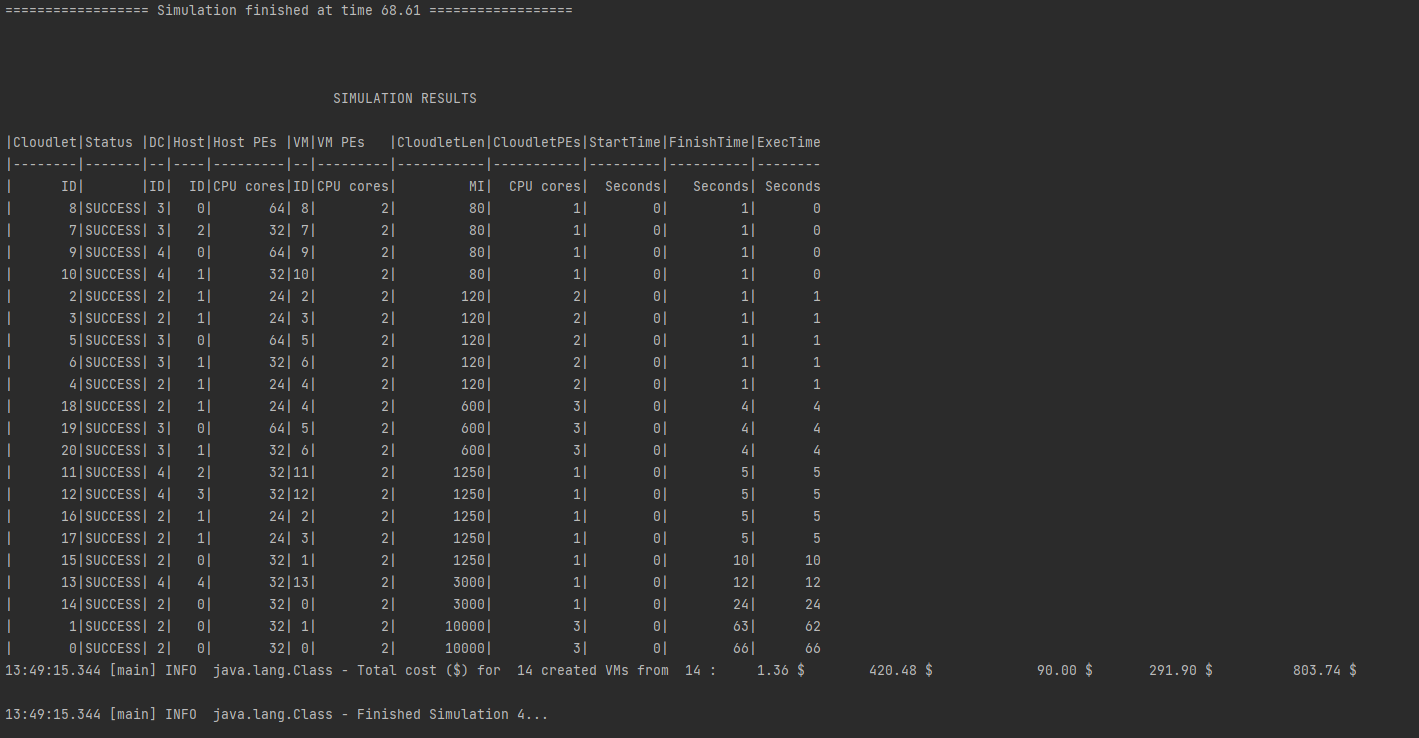 ================== Simulation finished at time 68.61 ==================
SIMULATION RESULTS
|Cloudlet|Status |DC|Host|Host PEs |VM|VM PEs   |CloudletLen|CloudletPEs|StartTime|FinishTime|ExecTime
|--------|-------|--|----|---------|--|---------|-----------|-----------|---------|----------|--------
|      ID|       |ID|  ID|CPU cores|ID|CPU cores|         MI|  CPU cores|  Seconds|   Seconds| Seconds
|       8|SUCCESS| 3|   0|       64| 8|        2|         80|          1|        0|         1|       0
|       7|SUCCESS| 3|   2|       32| 7|        2|         80|          1|        0|         1|       0
|       9|SUCCESS| 4|   0|       64| 9|        2|         80|          1|        0|         1|       0
|      10|SUCCESS| 4|   1|       32|10|        2|         80|          1|        0|         1|       0
|       2|SUCCESS| 2|   1|       24| 2|        2|        120|          2|        0|         1|       1
|       3|SUCCESS| 2|   1|       24| 3|        2|        120|          2|        0|         1|       1
|       5|SUCCESS| 3|   0|       64| 5|        2|        120|          2|        0|         1|       1
|       6|SUCCESS| 3|   1|       32| 6|        2|        120|          2|        0|         1|       1
|       4|SUCCESS| 2|   1|       24| 4|        2|        120|          2|        0|         1|       1
|      18|SUCCESS| 2|   1|       24| 4|        2|        600|          3|        0|         4|       4
|      19|SUCCESS| 3|   0|       64| 5|        2|        600|          3|        0|         4|       4
|      20|SUCCESS| 3|   1|       32| 6|        2|        600|          3|        0|         4|       4
|      11|SUCCESS| 4|   2|       32|11|        2|       1250|          1|        0|         5|       5
|      12|SUCCESS| 4|   3|       32|12|        2|       1250|          1|        0|         5|       5
|      16|SUCCESS| 2|   1|       24| 2|        2|       1250|          1|        0|         5|       5
|      17|SUCCESS| 2|   1|       24| 3|        2|       1250|          1|        0|         5|       5
|      15|SUCCESS| 2|   0|       32| 1|        2|       1250|          1|        0|        10|      10
|      13|SUCCESS| 4|   4|       32|13|        2|       3000|          1|        0|        12|      12
|      14|SUCCESS| 2|   0|       32| 0|        2|       3000|          1|        0|        24|      24
|       1|SUCCESS| 2|   0|       32| 1|        2|      10000|          3|        0|        63|      62
|       0|SUCCESS| 2|   0|       32| 0|        2|      10000|          3|        0|        66|      66
13:49:15.344 [main] INFO  java.lang.Class - Total cost ($) for  14 created VMs from  14 :     1.36 $        420.48 $             90.00 $       291.90 $          803.74 $
13:49:15.344 [main] INFO  java.lang.Class - Finished Simulation 4...